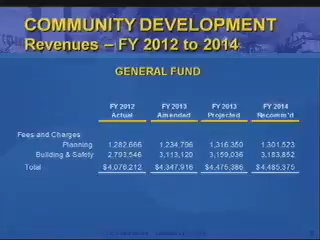 COMMUNITY DEVELOPMENT
Revenues – FY 2012 to 2014
GENERAL FUND
FY 2012 FY 2013 FY 2013 FY 2014
Actual Amended Projected Recomm'd
Fees and Charges
Planning 1,282,666 1,234,796 1,316,350 1,301,523
Building & Safety 2,793,546 3,113,120 3,159,036 3,183,852
Total $4,076,212 $4,347,916 $4,475,386 $4,485,375